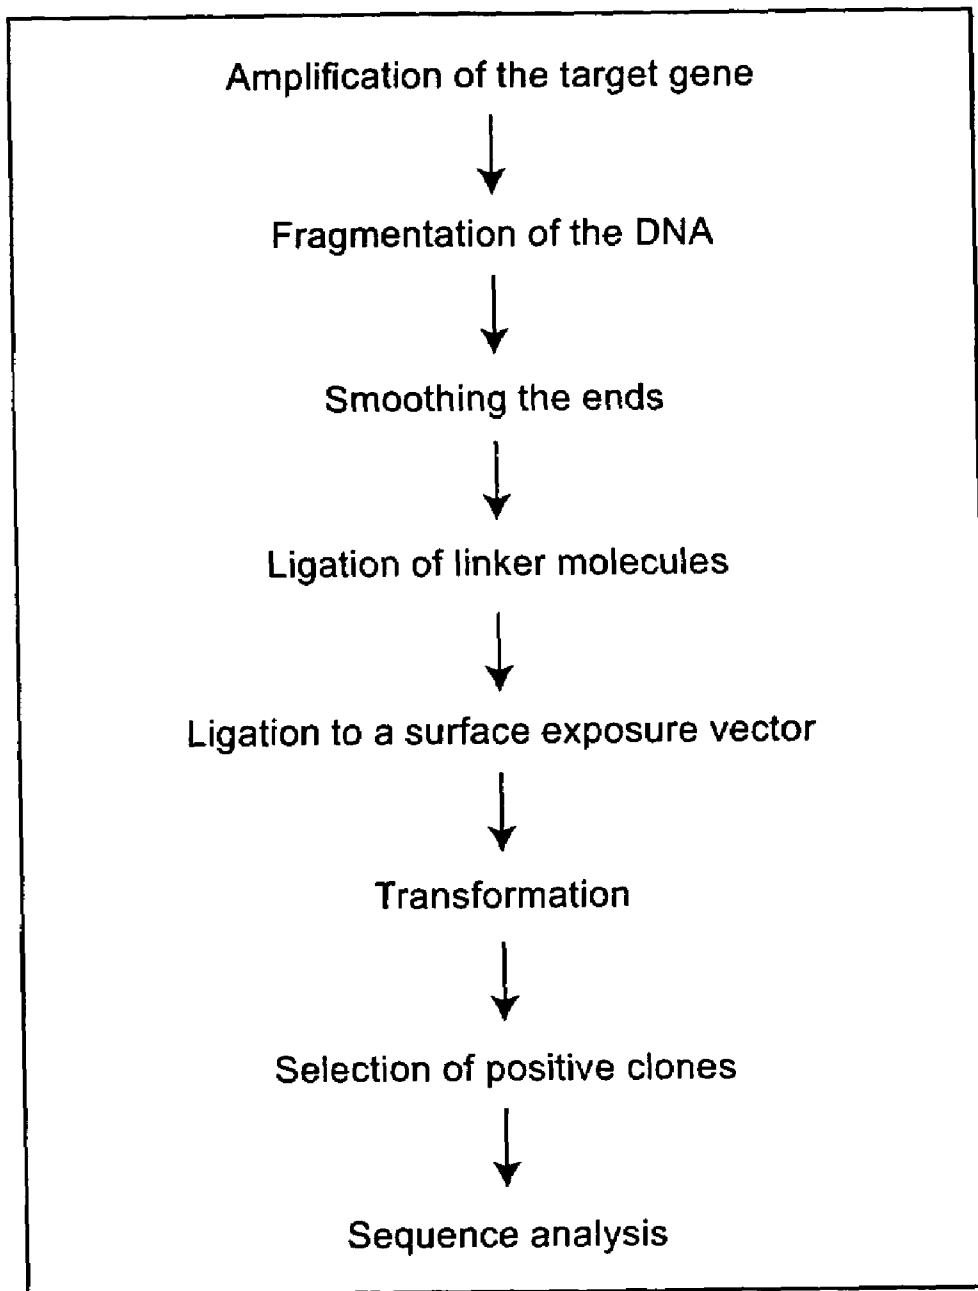 Amplification of the target gene
Fragmentation of the DNA
Smoothing the ends
Ligation of linker molecules
Ligation to a surface exposure vector
Transformation
Selection of positive clones
Sequence analysis